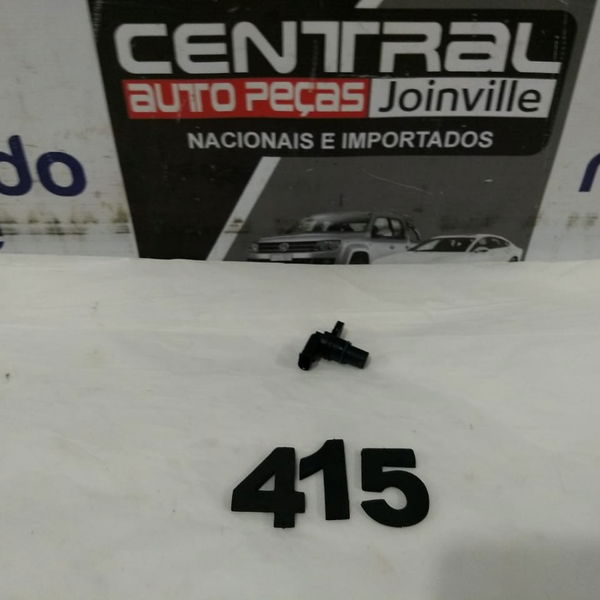 CENTRAL
AUTO PEÇAS Joinville
NACIONAIS E IMPORTADOS
do
415